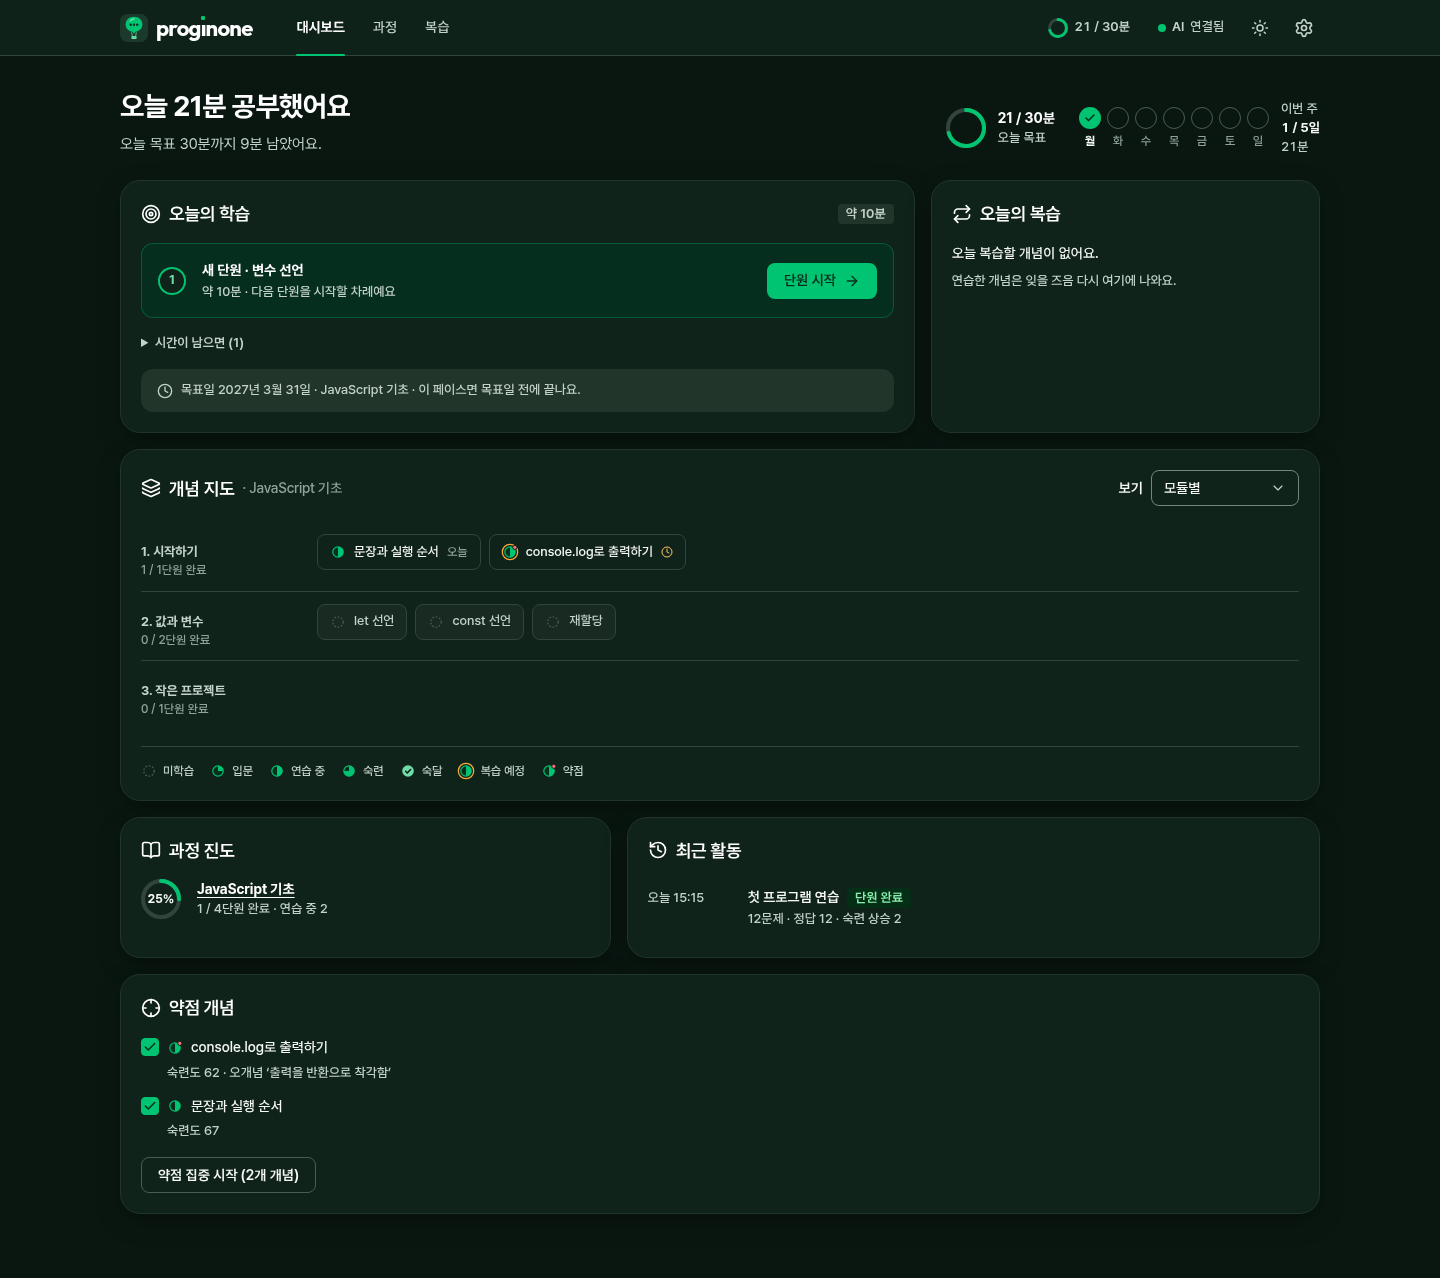 proginone
대시보드
과정
복습
21 / 30분
AI 연결됨
오늘 21분 공부했어요
오늘 목표 30분까지 9분 남았어요.
21 / 30분
오늘 목표
월 화 수 목 금 토 일
이번 주
1 / 5일
21분
오늘의 학습
약 10분
1
새 단원 · 변수 선언
약 10분 · 다음 단원을 시작할 차례예요
단원 시작
시간이 남으면 (1)
목표일 2027년 3월 31일 · JavaScript 기초 · 이 페이스면 목표일 전에 끝나요.
오늘의 복습
오늘 복습할 개념이 없어요.
연습한 개념은 잊을 즈음 다시 여기에 나와요.
개념 지도 · JavaScript 기초
보기
모듈별
1. 시작하기
1 / 1단원 완료
문장과 실행 순서 오늘
console.log로 출력하기
2. 값과 변수
0 / 2단원 완료
let 선언
const 선언
재할당
3. 작은 프로젝트
0 / 1단원 완료
미학습 입문 연습 중 숙련 숙달 복습 예정 약점
과정 진도
25%
JavaScript 기초
1 / 4단원 완료 · 연습 중 2
최근 활동
오늘 15:15
첫 프로그램 연습 단원 완료
12문제 · 정답 12 · 숙련 상승 2
약점 개념
console.log로 출력하기
숙련도 62 · 오개념 ‘출력을 반환으로 착각함’
문장과 실행 순서
숙련도 67
약점 집중 시작 (2개 개념)